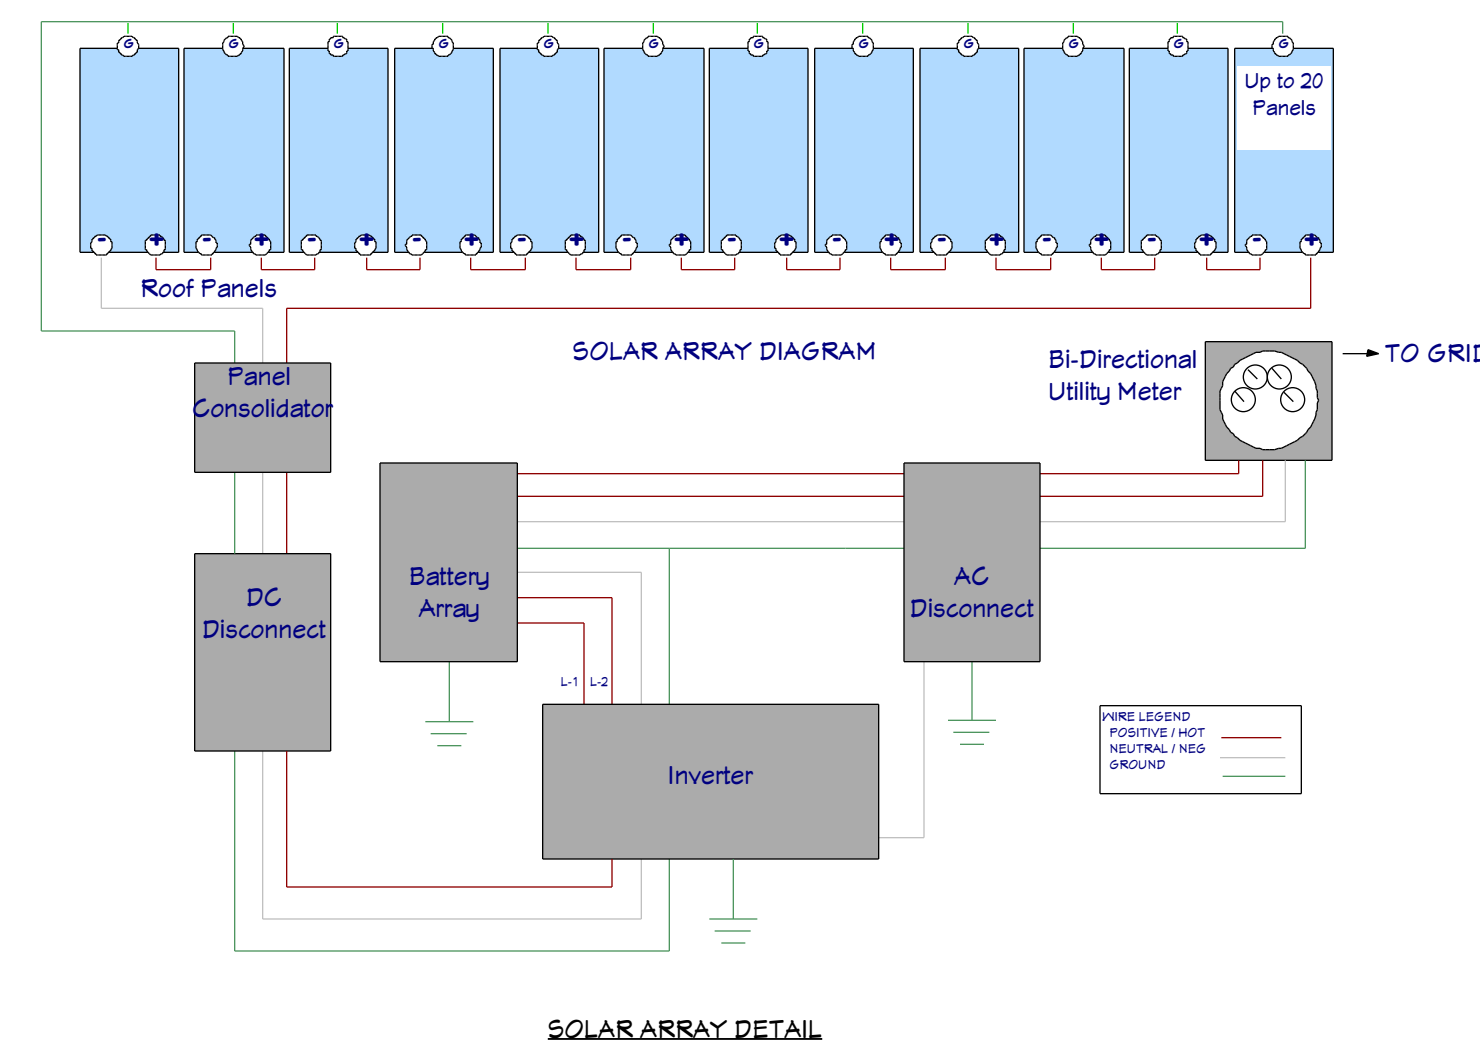 G G G G G G G G G G G G
Up to 20
Panels
- + - + - + - + - + - + - + - + - + - + - + - +
Roof Panels
SOLAR ARRAY DIAGRAM
Bi-Directional
Utility Meter
TO GRID
Panel
Consolidator
Battery
Array
AC
Disconnect
DC
Disconnect
L-1 L-2
WIRE LEGEND
POSITIVE / HOT
NEUTRAL / NEG
GROUND
Inverter
SOLAR ARRAY DETAIL